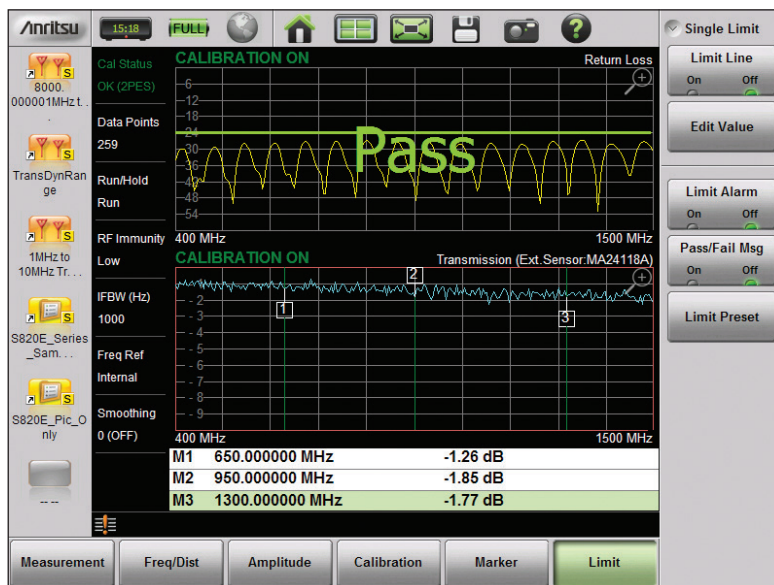 Anritsu
15:18
FULL
?
Single Limit
8000.
000001MHz t. .
.
TransDynRan
ge
1MHz to
10MHz Tr. . .
S820E_Series
_Sam. . .
S820E_Pic_O
nly
-- --
Cal Status
OK (2PES)
Data Points
259
Run/Hold
Run
RF Immunity
Low
IFBW (Hz)
1000
Freq Ref
Internal
Smoothing
0 (OFF)
CALIBRATION ON
Return Loss
-6
-12
-18
-24
-30
-48
-54
Pass
400 MHz
1500 MHz
CALIBRATION ON
Transmission (Ext.Sensor:MA24118A)
- 2
- 3
- 4
- 5
- 6
- 7
- 8
- 9
1
2
3
400 MHz
1500 MHz
M1 650.000000 MHz -1.26 dB
M2 950.000000 MHz -1.85 dB
M3 1300.000000 MHz -1.77 dB
Limit Line
On Off
Edit Value
Limit Alarm
On Off
Pass/Fail Msg
On Off
Limit Preset
Measurement
Freq/Dist
Amplitude
Calibration
Marker
Limit